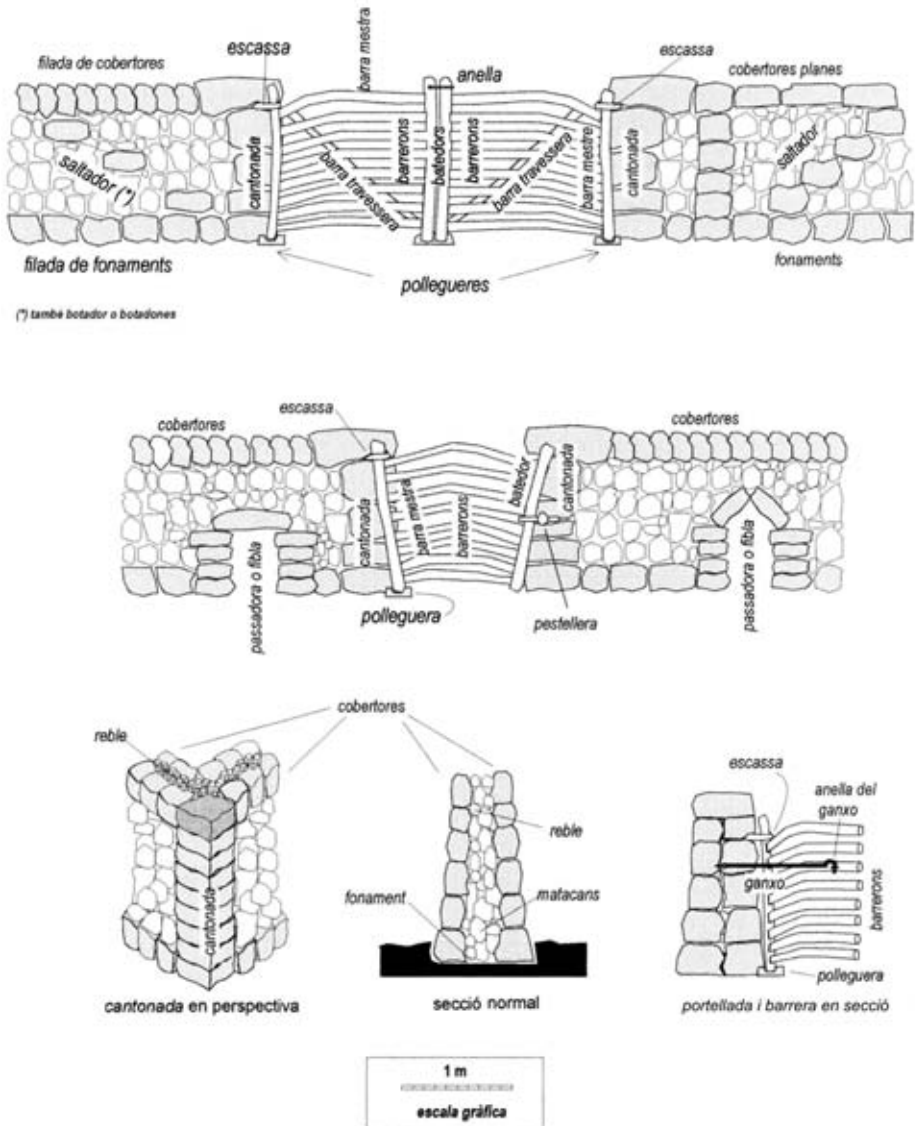 filada de cobertores
escassa
barra mestra
anella
escassa
cobertores planes
saltador (*)
cantonada
barra travessera
barrerons
batedors
barrerons
barra travessera
barra mestre
cantonada
saltador
filada de fonaments
pollegueres
fonaments
(*) també botador o botadones
cobertores
escassa
cobertores
passadora o fibla
cantonada
barra mestra
barrerons
batedor
cantonada
passadora o fibla
polleguera
pestellera
cobertores
reble
cantonada
cantonada en perspectiva
reble
fonament
matacans
secció normal
escassa
anella del
ganxo
ganxo
barrerons
polleguera
portellada i barrera en secció
1 m
escala gráfica